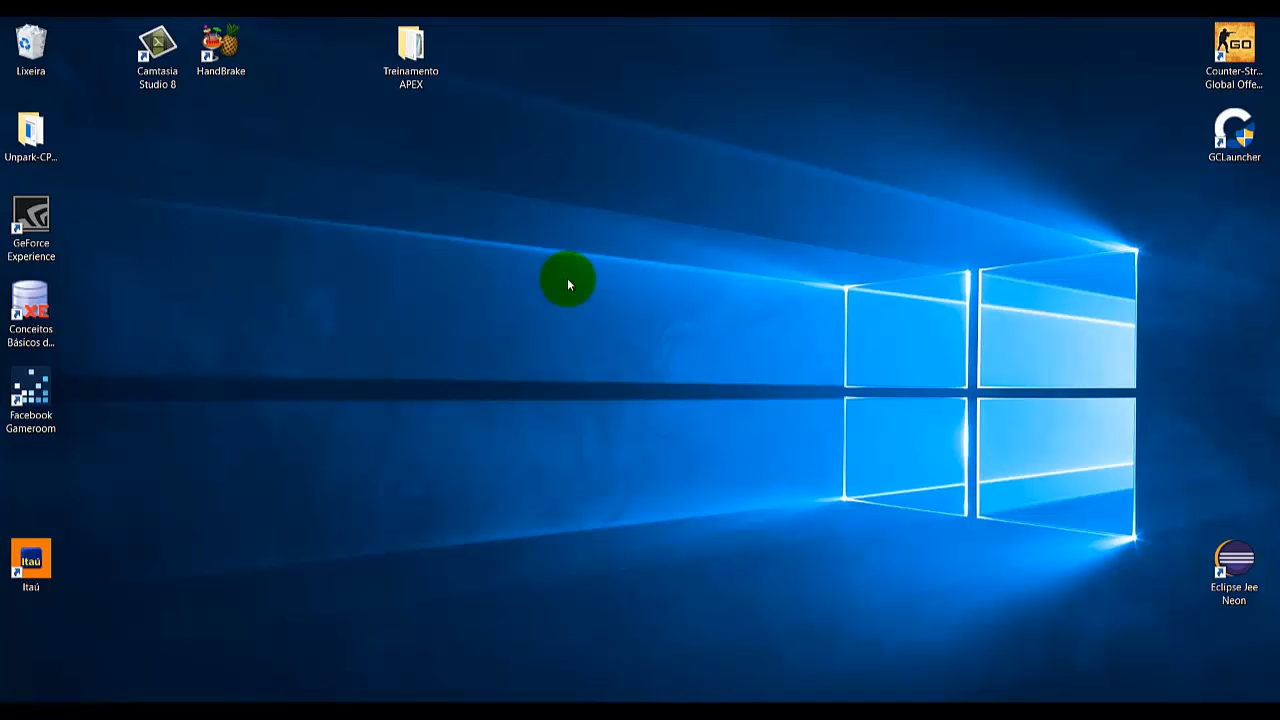 Lixeira
Camtasia
Studio 8
HandBrake
Treinamento
APEX
GO
Counter-Str...
Global Offe...
Unpark-CP...
GCLauncher
GeForce
Experience
XE
Conceitos
Básicos d...
Facebook
Gameroom
Itaú
Itaú
Eclipse Jee
Neon